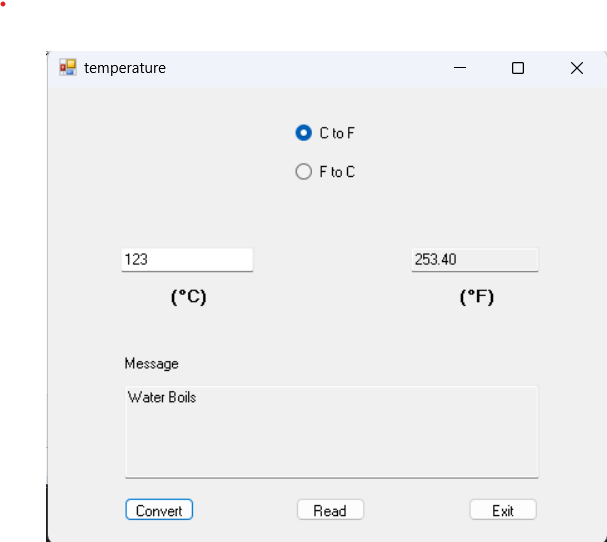 temperature
C to F
F to C
123 253.40
(°C) (°F)
Message
Water Boils
Convert Read Exit